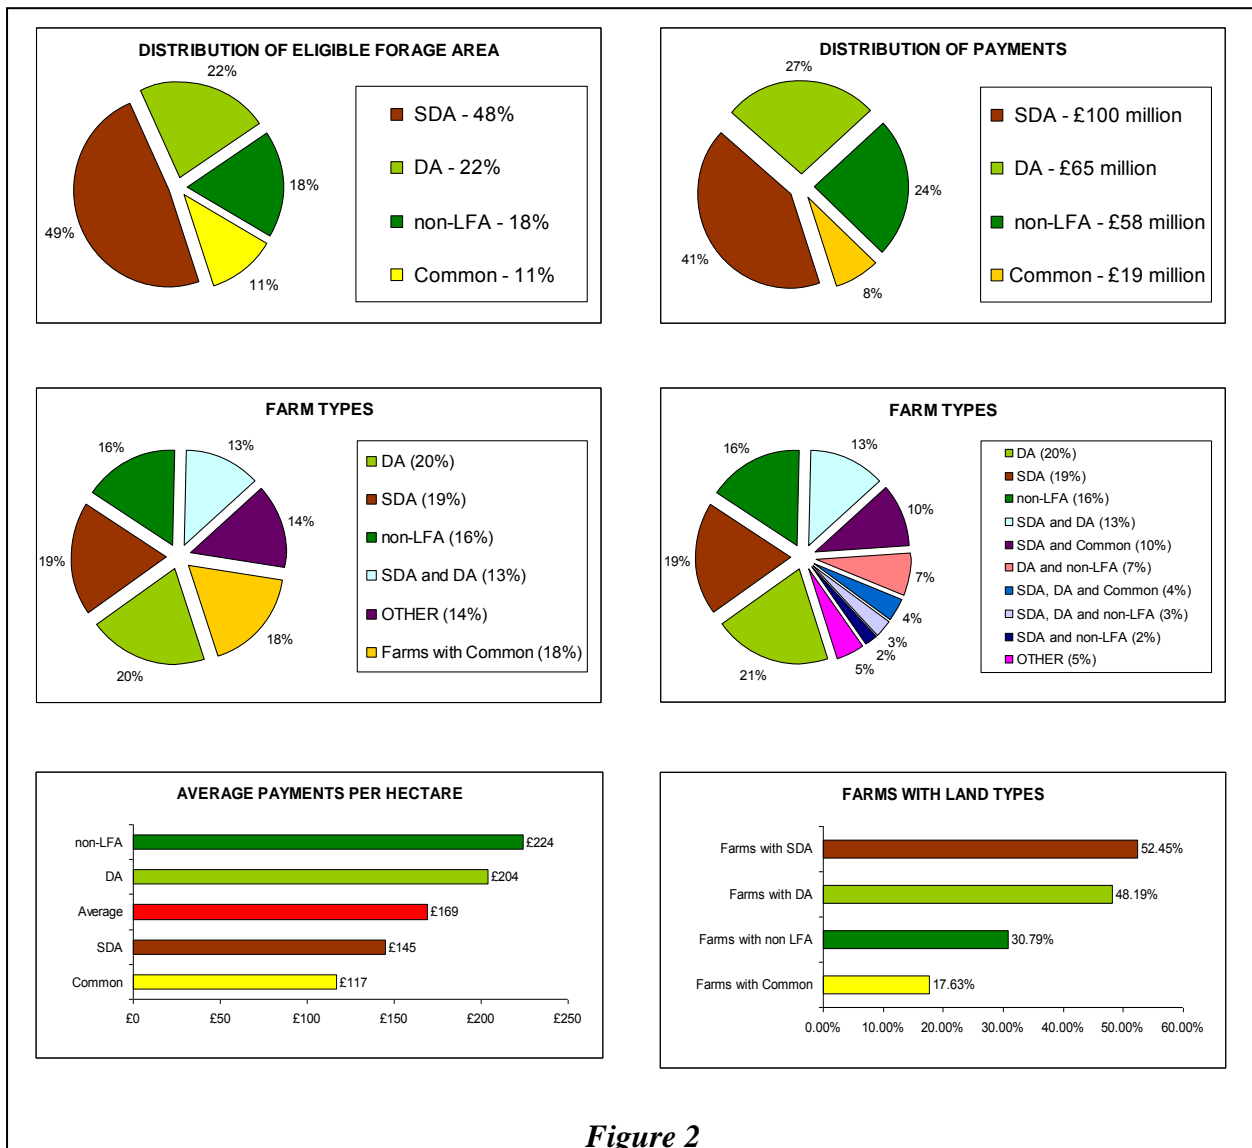 DISTRIBUTION OF ELIGIBLE FORAGE AREA
22%
18%
11%
49%
SDA - 48%
DA - 22%
non-LFA - 18%
Common - 11%
DISTRIBUTION OF PAYMENTS
27%
24%
8%
41%
SDA - £100 million
DA - £65 million
non-LFA - £58 million
Common - £19 million
FARM TYPES
16%
13%
14%
18%
20%
19%
DA (20%)
SDA (19%)
non-LFA (16%)
SDA and DA (13%)
OTHER (14%)
Farms with Common (18%)
FARM TYPES
16%
13%
10%
7%
4%
3%
2%
5%
21%
19%
DA (20%)
SDA (19%)
non-LFA (16%)
SDA and DA (13%)
SDA and Common (10%)
DA and non-LFA (7%)
SDA, DA and Common (4%)
SDA, DA and non-LFA (3%)
SDA and non-LFA (2%)
OTHER (5%)
AVERAGE PAYMENTS PER HECTARE
non-LFA £224
DA £204
Average £169
SDA £145
Common £117
£0 £50 £100 £150 £200 £250
FARMS WITH LAND TYPES
Farms with SDA 52.45%
Farms with DA 48.19%
Farms with non LFA 30.79%
Farms with Common 17.63%
0.00% 10.00% 20.00% 30.00% 40.00% 50.00% 60.00%
Figure 2